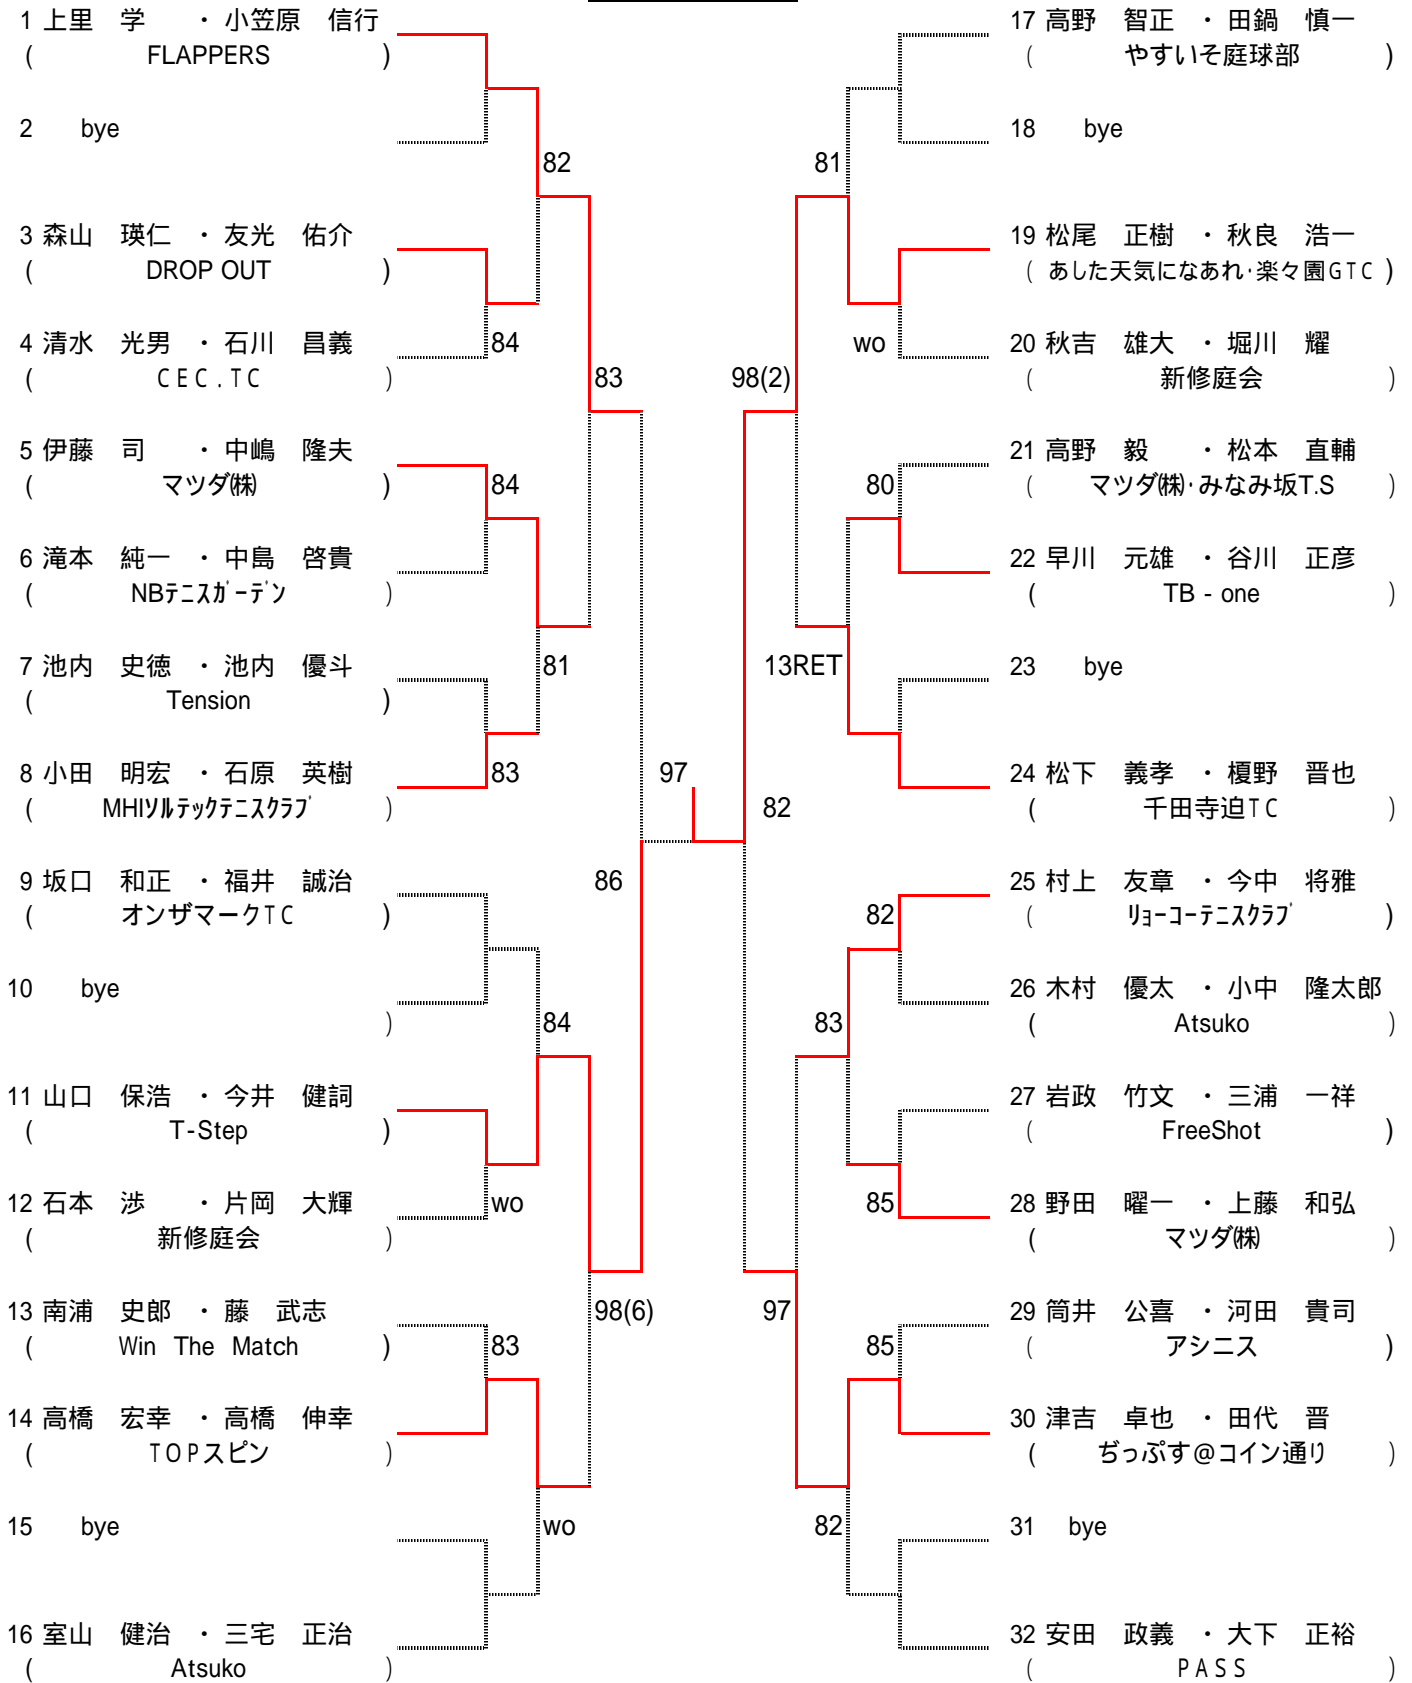 1 上里　学　・ 小笠原　信行
( FLAPPERS )
2 bye
82
3 森山　瑛仁 ・ 友光　佑介
( DROP OUT )
4 清水　光男 ・ 石川　昌義
84
( CEC.TC )
83
5 伊藤　司　・ 中嶋　隆夫
( マツダ㈱ )
84
6 滝本　純一 ・ 中島　啓貴
( NBﾃﾆｽｶﾞｰﾃﾞﾝ )
7 池内　史徳 ・ 池内　優斗
81
( Tension )
8 小田　明宏 ・ 石原　英樹
83
( MHIｿﾙﾃｯｸﾃﾆｽｸﾗﾌﾞ )
9 坂口　和正 ・ 福井　誠治
86
( オンザマークTC )
10 bye
)
84
11 山口　保浩 ・ 今井　健詞
( T-Step )
12 石本　渉　・ 片岡　大輝
wo
( 新修庭会 )
13 南浦　史郎 ・ 藤　武志
98(6)
( Win The Match )
83
14 高橋　宏幸 ・ 高橋　伸幸
( TOPスピン )
15 bye
wo
16 室山　健治 ・ 三宅　正治
( Atsuko )
97
82
17 高野　智正 ・ 田鍋　慎一
( やすいそ庭球部 )
18 bye
81
19 松尾　正樹 ・ 秋良　浩一
( あした天気になあれ･楽々園GTC )
wo
20 秋吉　雄大 ・ 堀川　耀
98(2)
( 新修庭会 )
21 高野　毅　・ 松本　直輔
80
( マツダ㈱･みなみ坂T.S )
22 早川　元雄 ・ 谷川　正彦
( TB - one )
13RET
23 bye
24 松下　義孝 ・ 榎野　晋也
( 千田寺迫TC )
25 村上　友章 ・ 今中　将雅
82
( ﾘｮｰｺｰﾃﾆｽｸﾗﾌﾞ )
26 木村　優太 ・ 小中　隆太郎
83
( Atsuko )
27 岩政　竹文 ・ 三浦　一祥
( FreeShot )
85
28 野田　曜一 ・ 上藤　和弘
( マツダ㈱ )
97
29 筒井　公喜 ・ 河田　貴司
85
( アシニス )
30 津吉　卓也 ・ 田代　晋
( ぢっぷす@コイン通り )
82
31 bye
32 安田　政義 ・ 大下　正裕
( PASS )